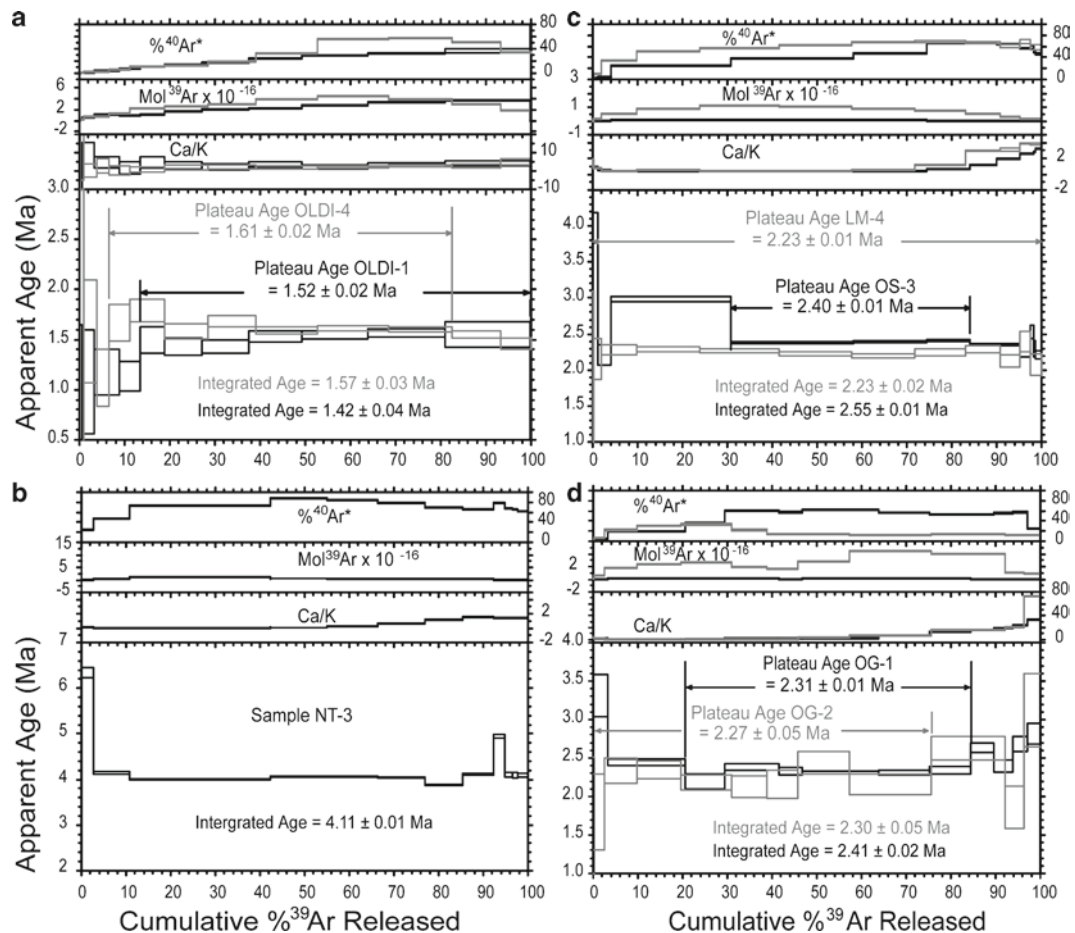 a
%⁴⁰Ar*
80
40
0
Mol ³⁹Ar x 10 ⁻¹⁶
6
2
-2
Ca/K
10
-10
Apparent Age (Ma)
3.0
2.5
2.0
1.5
1.0
0.5
Plateau Age OLDI-4
= 1.61 ± 0.02 Ma
Plateau Age OLDI-1
= 1.52 ± 0.02 Ma
Integrated Age = 1.57 ± 0.03 Ma
Integrated Age = 1.42 ± 0.04 Ma
0 10 20 30 40 50 60 70 80 90 100
c
%⁴⁰Ar*
80
40
0
3
Mol ³⁹Ar x 10 ⁻¹⁶
1
-1
Ca/K
2
-2
4.0
3.5
3.0
2.5
2.0
1.5
1.0
Plateau Age LM-4
= 2.23 ± 0.01 Ma
Plateau Age OS-3
= 2.40 ± 0.01 Ma
Integrated Age = 2.23 ± 0.02 Ma
Integrated Age = 2.55 ± 0.01 Ma
0 10 20 30 40 50 60 70 80 90 100
b
%⁴⁰Ar*
80
40
0
15
Mol³⁹Ar x 10 ⁻¹⁶
5
-5
Ca/K
2
-2
Apparent Age (Ma)
7
6
5
4
3
2
Sample NT-3
Intergrated Age = 4.11 ± 0.01 Ma
0 10 20 30 40 50 60 70 80 90 100
Cumulative %³⁹Ar Released
d
%⁴⁰Ar*
80
40
0
Mol ³⁹Ar x 10 ⁻¹⁶
2
-2
Ca/K
80
40
0
4.0
3.5
3.0
2.5
2.0
1.5
1.0
Plateau Age OG-1
= 2.31 ± 0.01 Ma
Plateau Age OG-2
= 2.27 ± 0.05 Ma
Integrated Age = 2.30 ± 0.05 Ma
Integrated Age = 2.41 ± 0.02 Ma
0 10 20 30 40 50 60 70 80 90 100
Cumulative %³⁹Ar Released